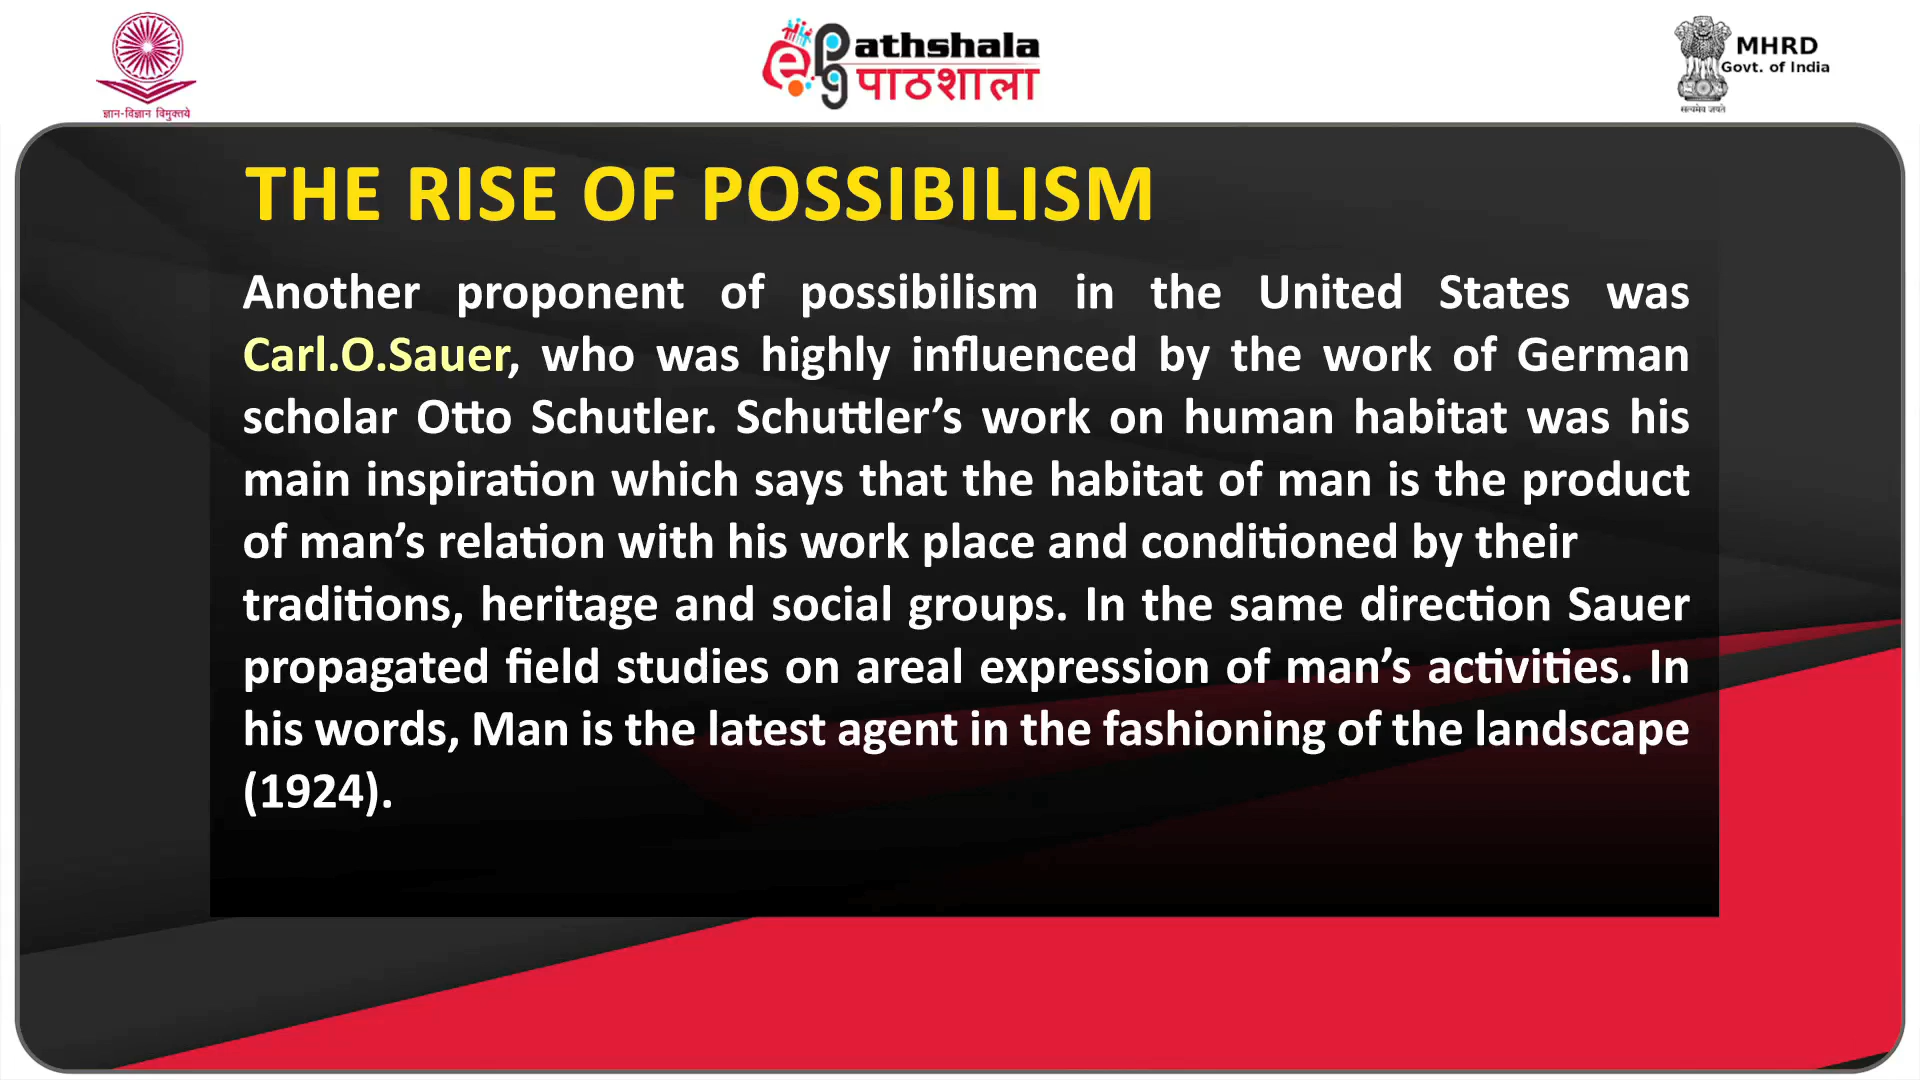 ज्ञान-विज्ञान विमुक्तये
e pg Pathshala
पाठशाला
MHRD
Govt. of India
सत्यमेव जयते
THE RISE OF POSSIBILISM
Another proponent of possibilism in the United States was
Carl.O.Sauer, who was highly influenced by the work of German
scholar Otto Schutler. Schuttler’s work on human habitat was his
main inspiration which says that the habitat of man is the product
of man’s relation with his work place and conditioned by their
traditions, heritage and social groups. In the same direction Sauer
propagated field studies on areal expression of man’s activities. In
his words, Man is the latest agent in the fashioning of the landscape
(1924).